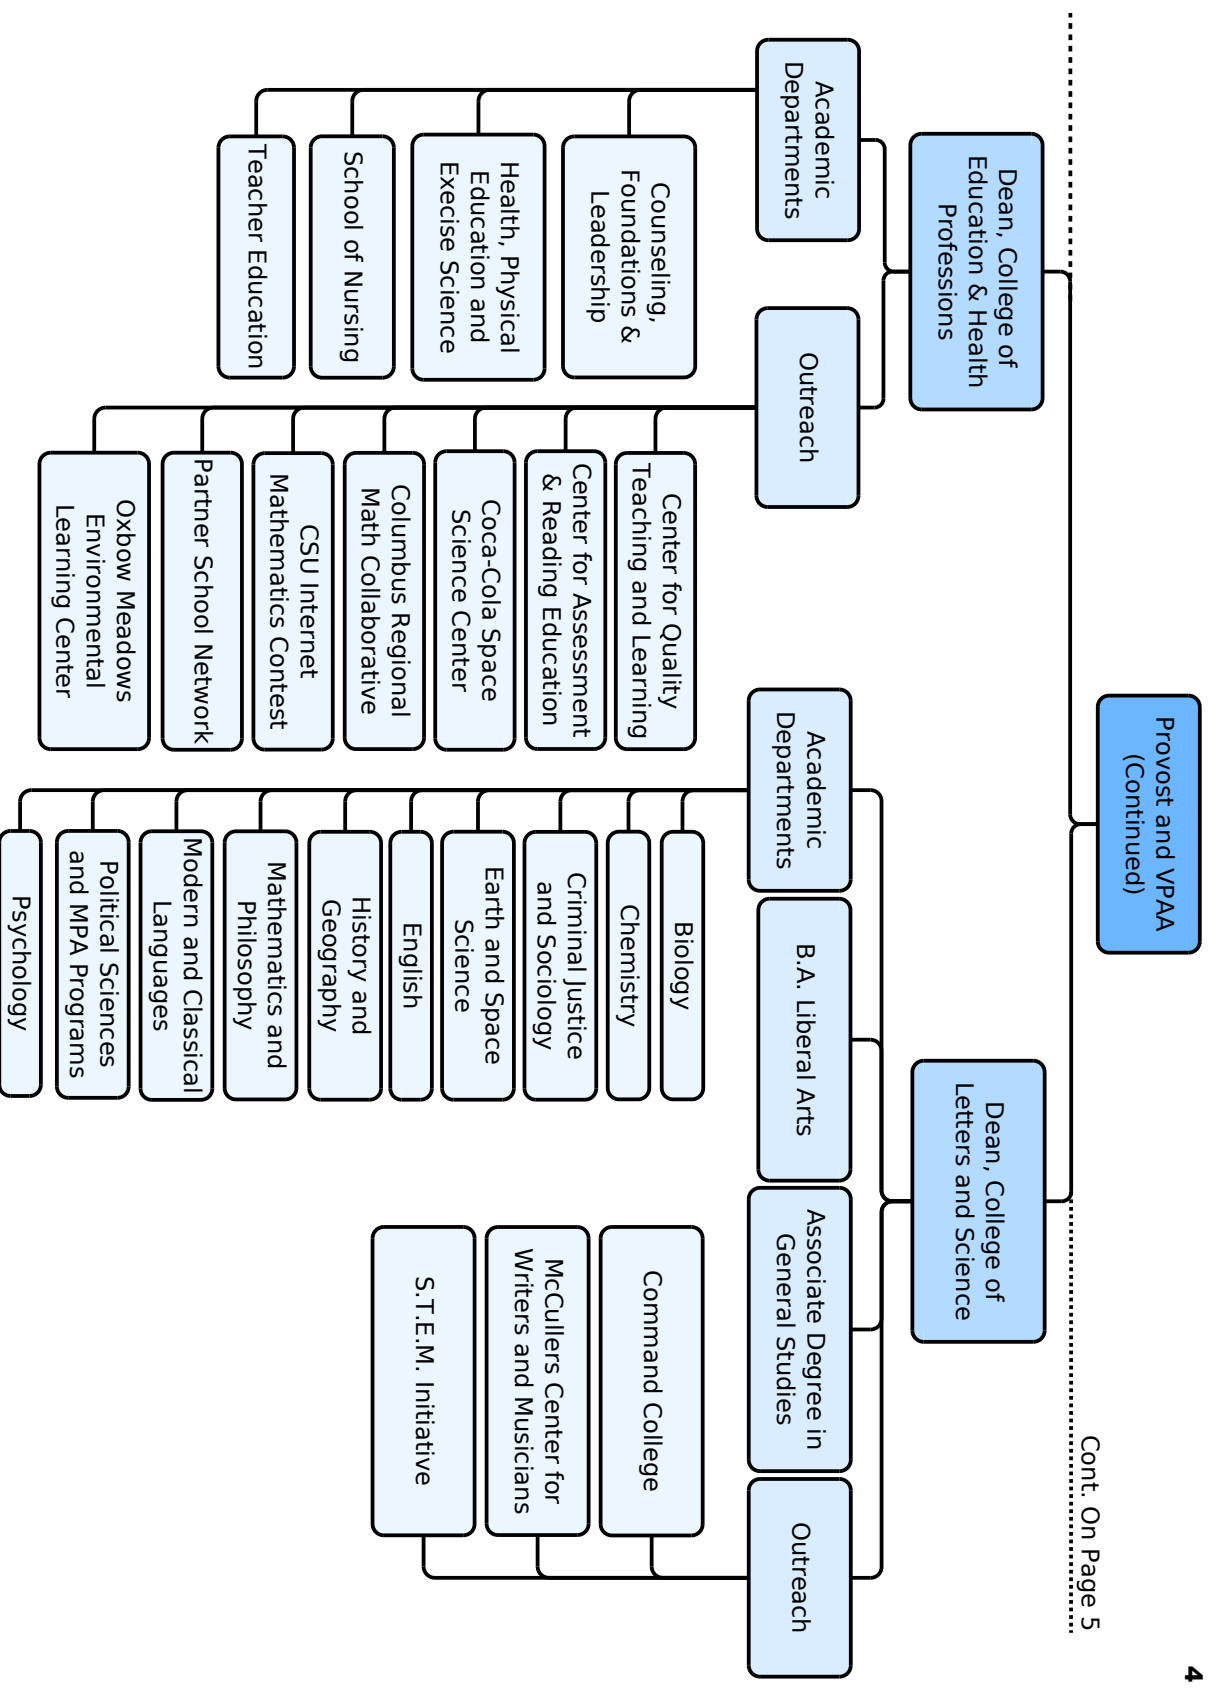 4
Provost and VPAA
(Continued)
Cont. On Page 5
Dean, College of
Education & Health
Professions
Academic
Departments
Counseling,
Foundations &
Leadership
Health, Physical
Education and
Execise Science
School of Nursing
Teacher Education
Outreach
Center for Quality
Teaching and Learning
Center for Assessment
& Reading Education
Coca-Cola Space
Science Center
Columbus Regional
Math Collaborative
CSU Internet
Mathematics Contest
Partner School Network
Oxbow Meadows
Environmental
Learning Center
Dean, College of
Letters and Science
Academic
Departments
Biology
Chemistry
Criminal Justice
and Sociology
Earth and Space
Science
English
History and
Geography
Mathematics and
Philosophy
Modern and Classical
Languages
Political Sciences
and MPA Programs
Psychology
B.A. Liberal Arts
Associate Degree in
General Studies
Outreach
Command College
McCullers Center for
Writers and Musicians
S.T.E.M. Initiative